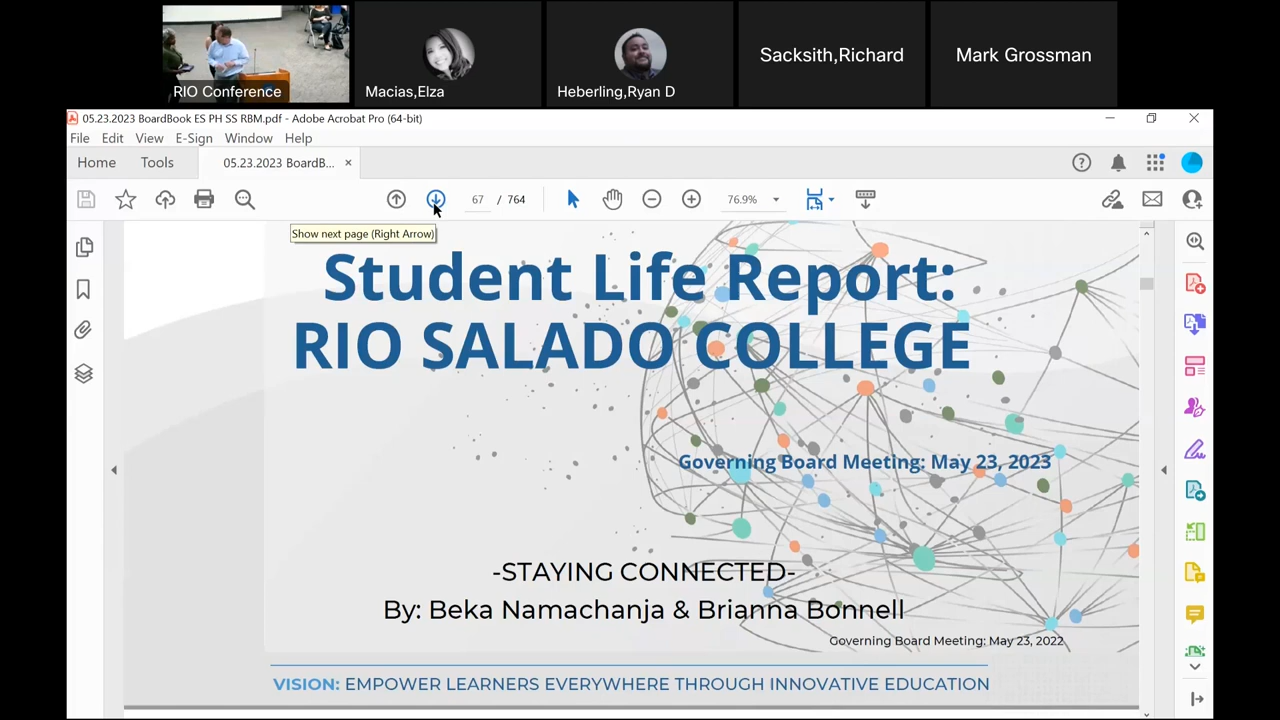 RIO Conference
Macias,Elza
Heberling,Ryan D
Sacksith,Richard
Mark Grossman
05.23.2023 BoardBook ES PH SS RBM.pdf - Adobe Acrobat Pro (64-bit)
File Edit View E-Sign Window Help
Home Tools 05.23.2023 BoardB... ×
67 / 764 76.9%
Show next page (Right Arrow)
Student Life Report:
RIO SALADO COLLEGE
Governing Board Meeting: May 23, 2023
-STAYING CONNECTED-
By: Beka Namachanja & Brianna Bonnell
Governing Board Meeting: May 23, 2022
VISION: EMPOWER LEARNERS EVERYWHERE THROUGH INNOVATIVE EDUCATION